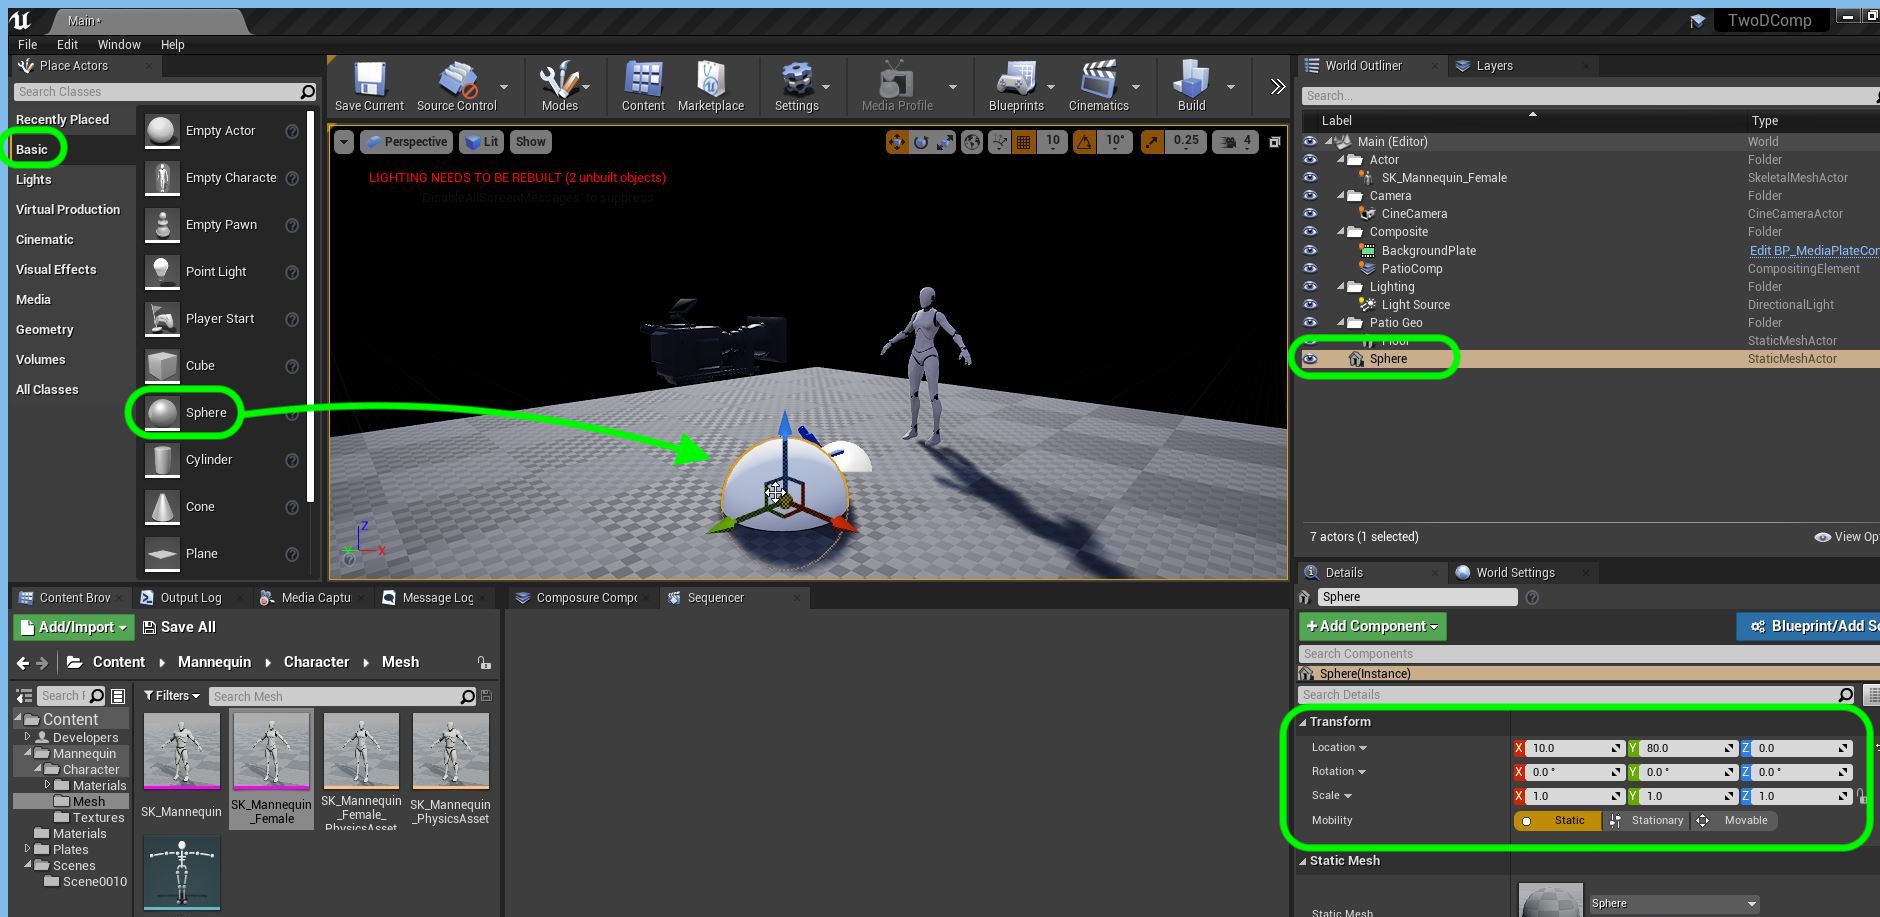 Main*
TwoDComp
File Edit Window Help
Place Actors
Search Classes
Recently Placed
Basic
Lights
Virtual Production
Cinematic
Visual Effects
Media
Geometry
Volumes
All Classes
Empty Actor
Empty Characte
Empty Pawn
Point Light
Player Start
Cube
Sphere
Cylinder
Cone
Plane
Save Current Source Control Modes Content Marketplace Settings Media Profile Blueprints Cinematics Build
Perspective Lit Show 10 10° 0.25 4
LIGHTING NEEDS TO BE REBUILT (2 unbuilt objects)
'DisableAllScreenMessages' to suppress
Z
X
World Outliner Layers
Search...
Label Type
Main (Editor) World
Actor Folder
SK_Mannequin_Female SkeletalMeshActor
Camera Folder
CineCamera CineCameraActor
Composite Folder
BackgroundPlate Edit BP_MediaPlateCon
PatioComp CompositingElement
Lighting Folder
Light Source DirectionalLight
Patio Geo Folder
Floor StaticMeshActor
Sphere StaticMeshActor
7 actors (1 selected) View Opt
Details World Settings
Sphere
+Add Component Blueprint/Add Sc
Search Components
Sphere(Instance)
Search Details
Transform
Location X 10.0 Y 80.0 Z 0.0
Rotation X 0.0 ° Y 0.0 ° Z 0.0 °
Scale X 1.0 Y 1.0 Z 1.0
Mobility Static Stationary Movable
Static Mesh
Static Mesh Sphere
Content Brov Output Log Media Captu Message Log Composure Compo Sequencer
Add/Import Save All
Content Mannequin Character Mesh
Search F Filters Search Mesh
Content
Developers
Mannequin
Character
Materials
Mesh
Textures
Materials
Plates
Scenes
Scene0010
SK_Mannequin
SK_Mannequin
_Female
SK_Mannequin
_Female_
PhysicsAsset
SK_Mannequin
_PhysicsAsset